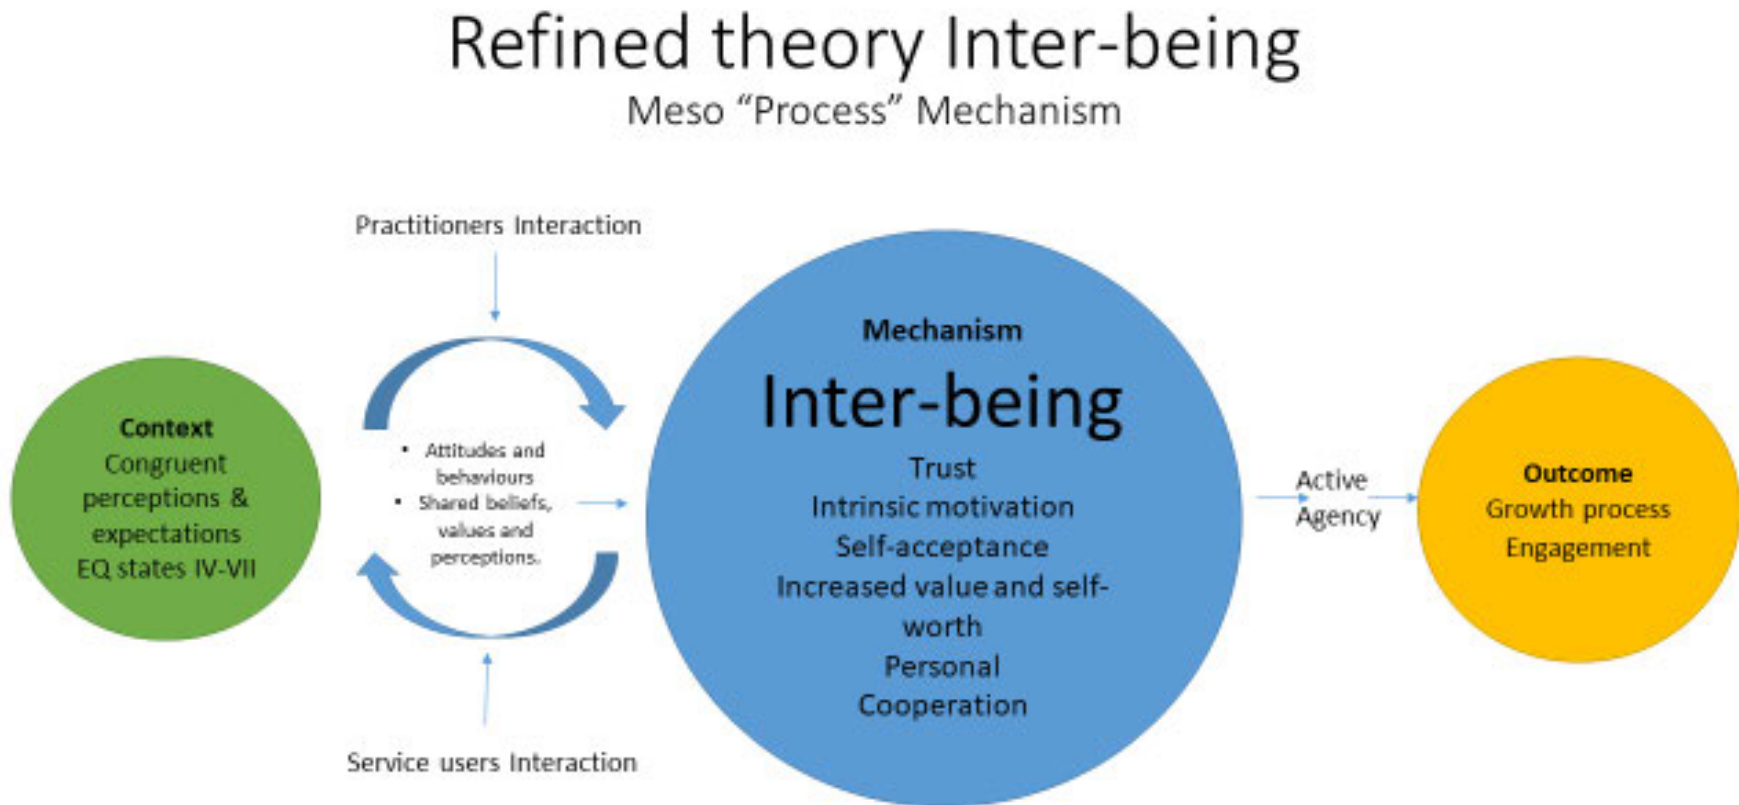 Refined theory Inter-being
Meso “Process” Mechanism
Practitioners Interaction
Context
Congruent
perceptions &
expectations
EQ states IV-VII
• Attitudes and
behaviours
• Shared beliefs,
values and
perceptions.
Service users Interaction
Mechanism
Inter-being
Trust
Intrinsic motivation
Self-acceptance
Increased value and self-
worth
Personal
Cooperation
Active
Agency
Outcome
Growth process
Engagement